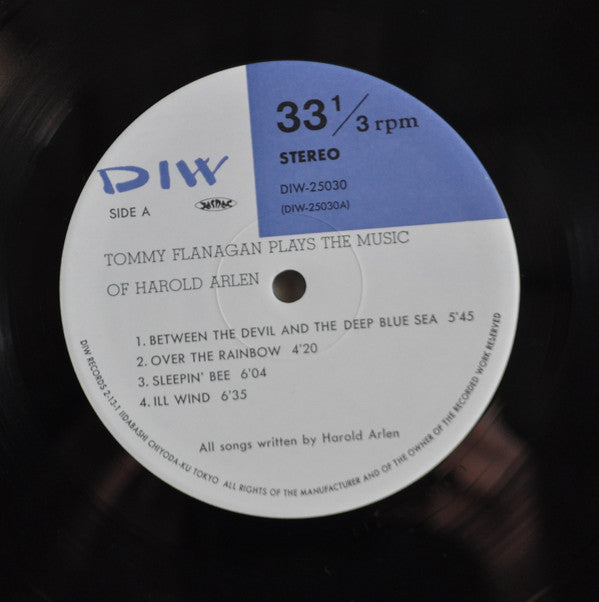 33 1/3 rpm
STEREO
DIW-25030
(DIW-25030A)
DIW
SIDE A
JASRAC
TOMMY FLANAGAN PLAYS THE MUSIC
OF HAROLD ARLEN
1. BETWEEN THE DEVIL AND THE DEEP BLUE SEA 5'45
2. OVER THE RAINBOW 4'20
3. SLEEPIN' BEE 6'04
4. ILL WIND 6'35
All songs written by Harold Arlen
DIW RECORDS 2-13-1 IIDABASHI CHIYODA-KU TOKYO ALL RIGHTS OF THE MANUFACTURER AND OF THE OWNER OF THE RECORDED WORK RESERVED